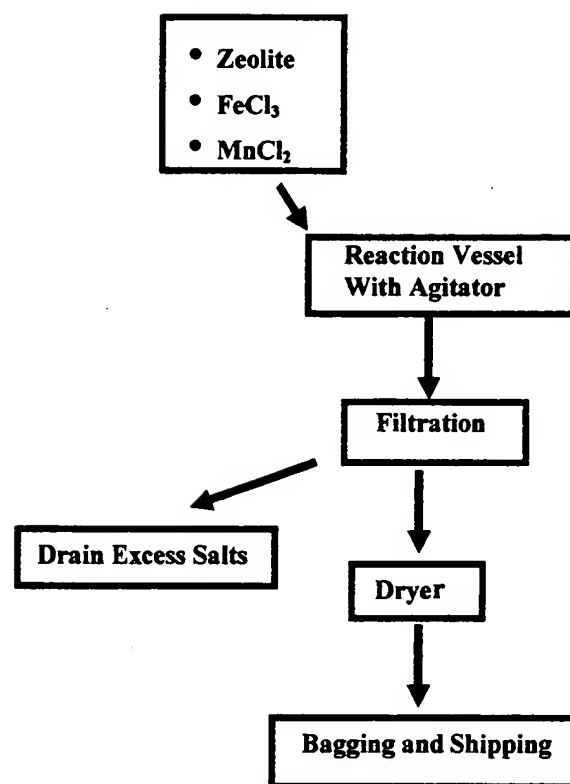 • Zeolite
• FeCl₃
• MnCl₂
Reaction Vessel
With Agitator
Filtration
Drain Excess Salts
Dryer
Bagging and Shipping